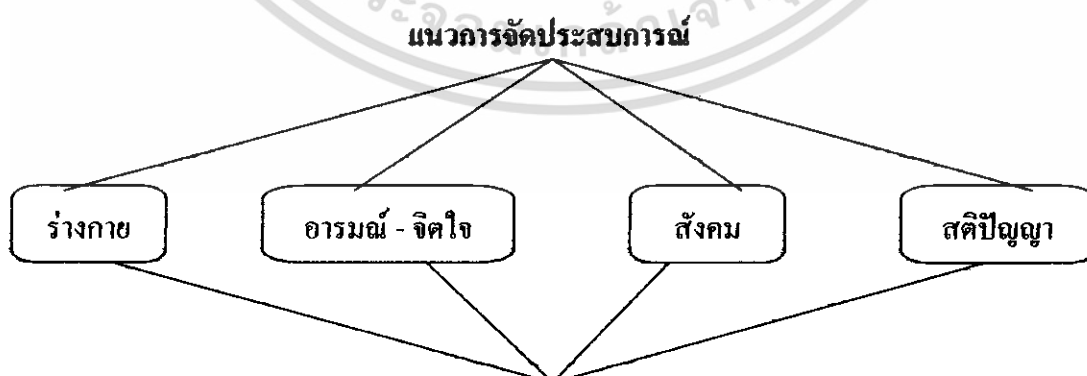 แนวการจัดประสบการณ์
ร่างกาย
อารมณ์ - จิตใจ
สังคม
สติปัญญา